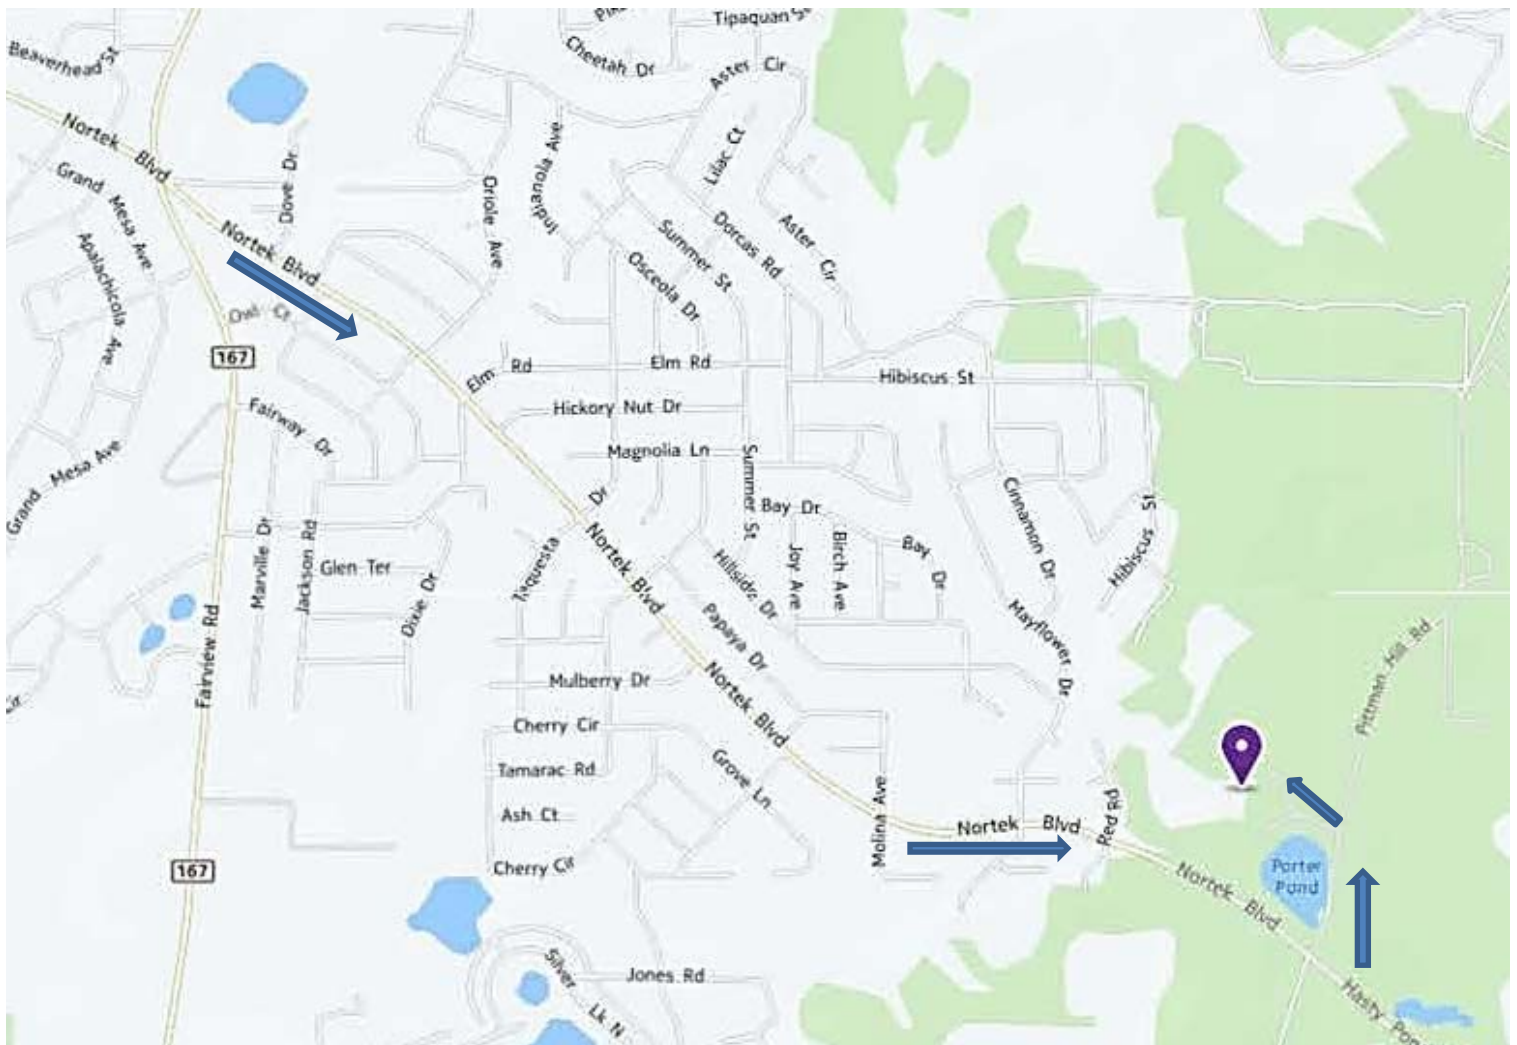 Tipaquan
Cheetah Dr
Aster Cir
Beaverhead St
Nortek Blvd
Lilac Ct
Indianola Ave
Dove Dr
Oriole Ave
Grand Mesa Ave
Apalachicola Ave
Nortek Blvd
Summer St
Dorcas Rd
Aster Cir
Osceola Dr
Owl Ct
167
Elm Rd
Elm Rd
Hibiscus St
Hickory Nut Dr
Fairway Dr
Magnolia Ln
Grand Mesa Ave
Summer St
Bay Dr
Cinnamon Dr
Hibiscus St
Taquesta Dr
Nortek Blvd
Marville Dr
Jackson Rd
Glen Ter
Dixie Dr
Hillside Dr
Joy Ave
Birch Ave
Bay Dr
Papaya Dr
Mayflower Dr
Fairview Rd
Pittman Hill Rd
Mulberry Dr
Nortek Blvd
Cherry Cir
Tamarac Rd
Grove Ln
Ash Ct
Molina Ave
Nortek Blvd
Red Rd
Cherry Cir
167
Porter
Pond
Nortek Blvd
Silver Lk N
Jones Rd
Hasty